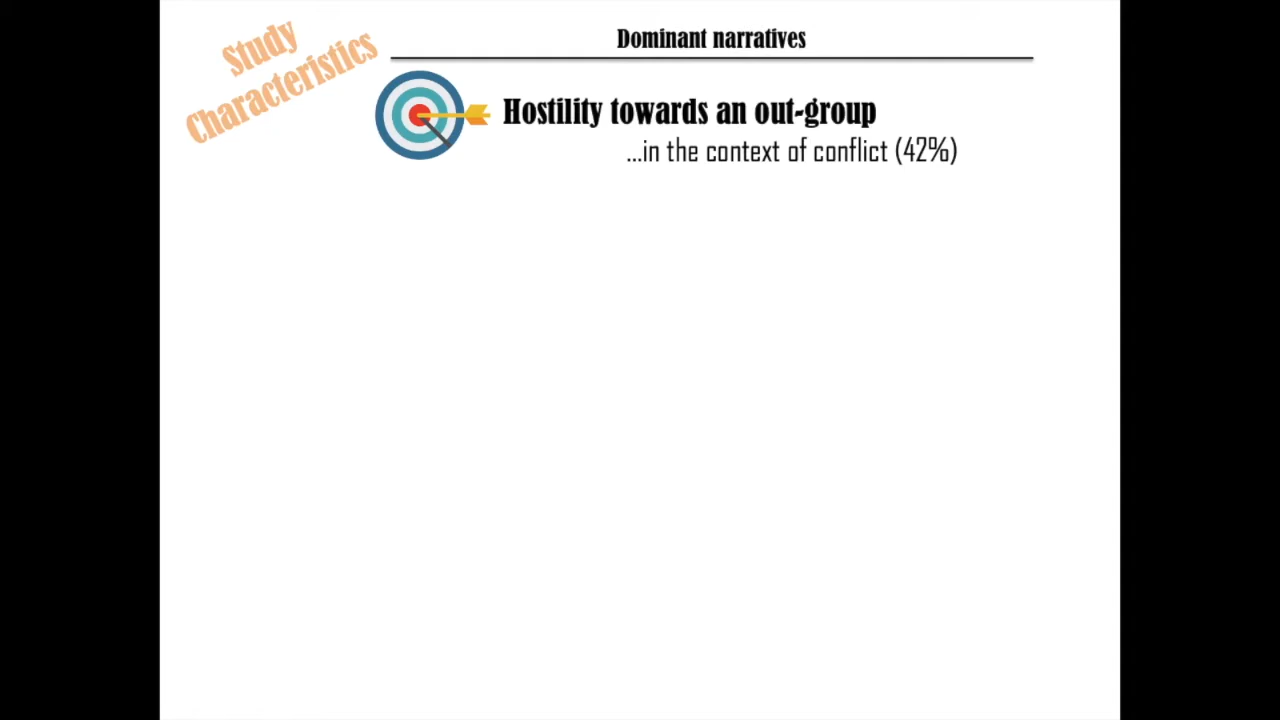 Study
Characteristics
Dominant narratives
Hostility towards an out-group
...in the context of conflict (42%)